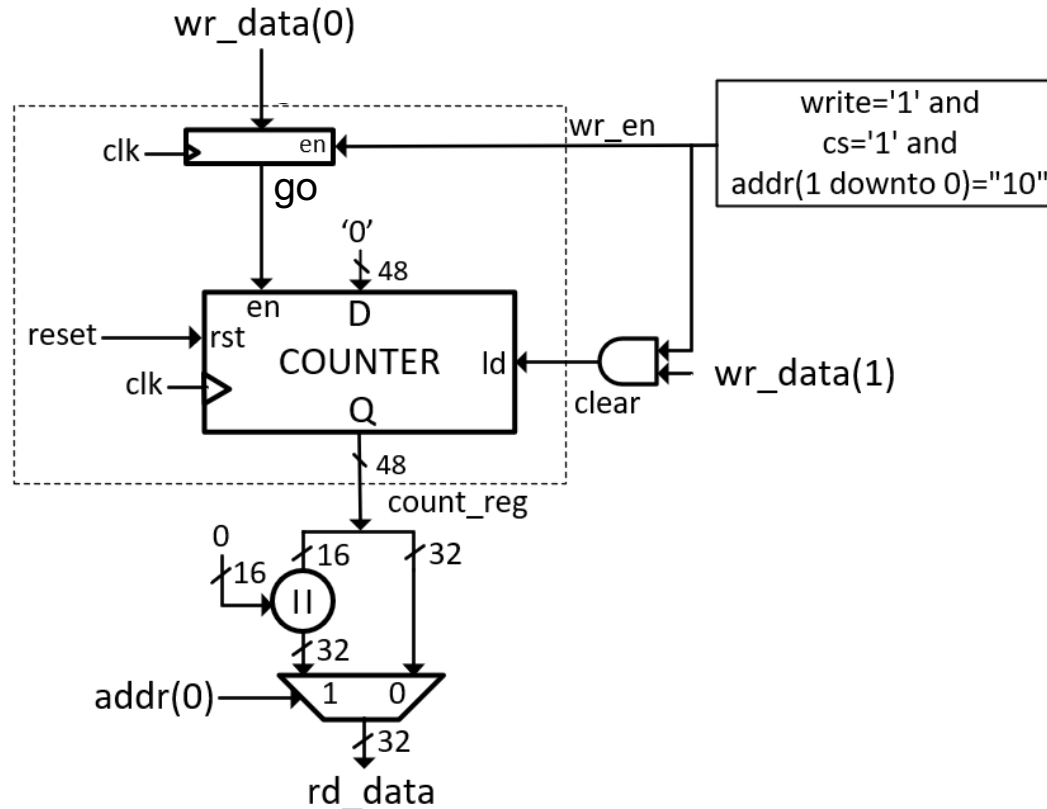 wr_data(0)
write='1' and
cs='1' and
addr(1 downto 0)="10"
wr_en
clk
en
go
'0'
48
en
D
reset
rst
COUNTER
ld
clk
Q
wr_data(1)
clear
48
count_reg
0
16
16
32
||
32
addr(0)
1
0
32
rd_data